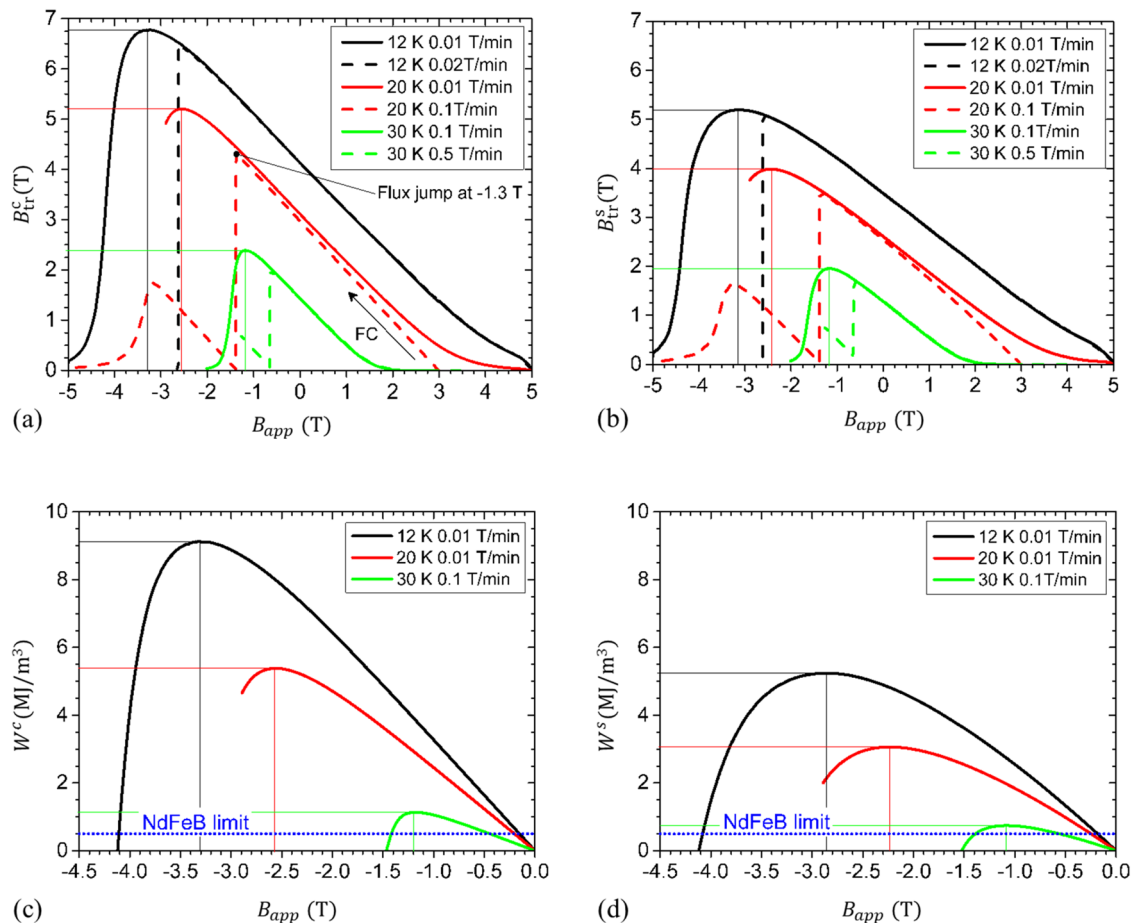 7
6
5
4
3
2
1
0
B_tr^c(T)
12 K 0.01 T/min
12 K 0.02T/min
20 K 0.01 T/min
20 K 0.1T/min
30 K 0.1 T/min
30 K 0.5 T/min
Flux jump at -1.3 T
FC
-5 -4 -3 -2 -1 0 1 2 3 4 5
B_app (T)
(a)
7
6
5
4
3
2
1
0
B_tr^s(T)
12 K 0.01 T/min
12 K 0.02T/min
20 K 0.01 T/min
20 K 0.1 T/min
30 K 0.1T/min
30 K 0.5 T/min
-5 -4 -3 -2 -1 0 1 2 3 4 5
B_app (T)
(b)
10
8
6
4
2
0
W^c(MJ/m³)
12 K 0.01 T/min
20 K 0.01 T/min
30 K 0.1 T/min
NdFeB limit
-4.5 -4.0 -3.5 -3.0 -2.5 -2.0 -1.5 -1.0 -0.5 0.0
B_app (T)
(c)
10
8
6
4
2
0
W^s(MJ/m³)
12 K 0.01 T/min
20 K 0.01 T/min
30 K 0.1T/min
NdFeB limit
-4.5 -4.0 -3.5 -3.0 -2.5 -2.0 -1.5 -1.0 -0.5 0.0
B_app (T)
(d)